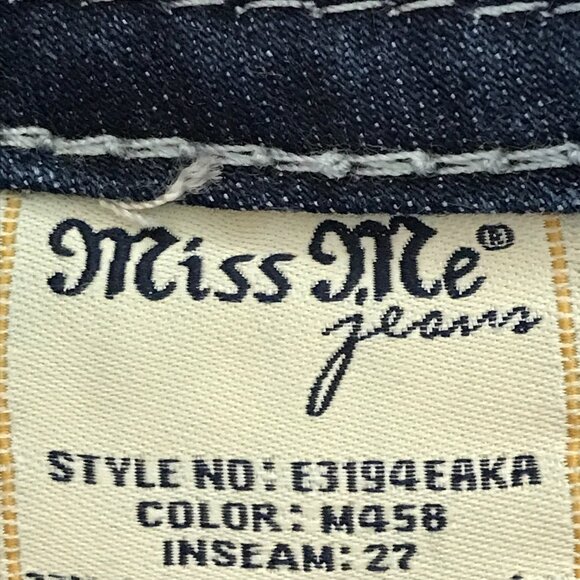 Miss Me®
jeans
STYLE NO: E3194EAKA
COLOR: M458
INSEAM: 27